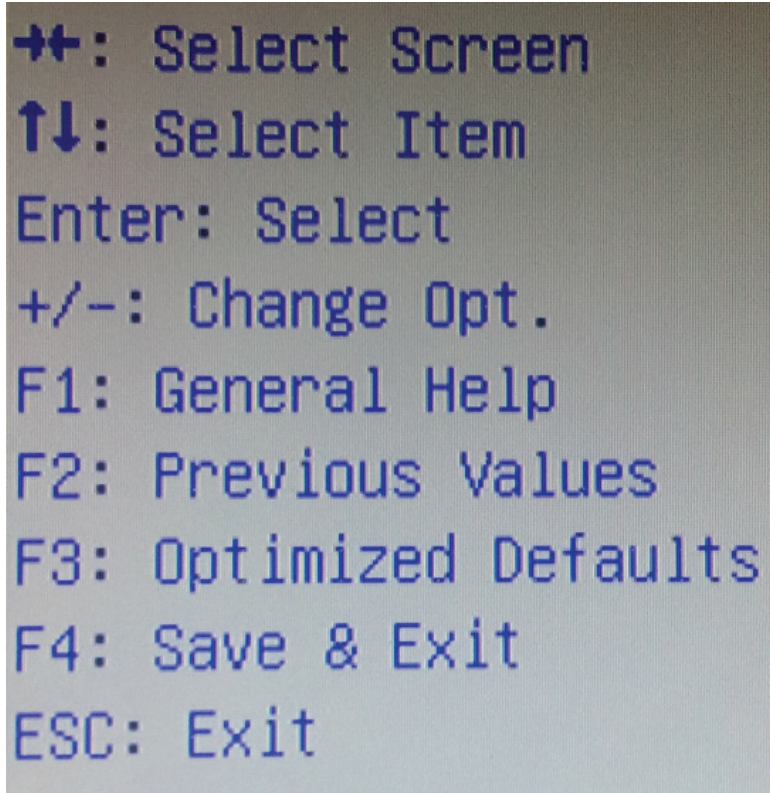 →←: Select Screen
↑↓: Select Item
Enter: Select
+/-: Change Opt.
F1: General Help
F2: Previous Values
F3: Optimized Defaults
F4: Save & Exit
ESC: Exit